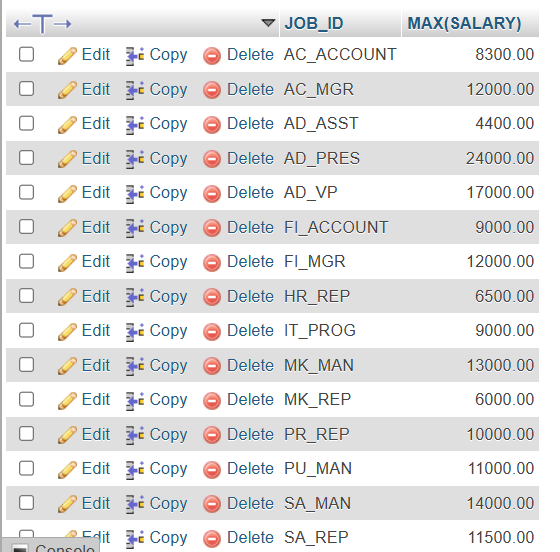 JOB_ID MAX(SALARY)
Edit Copy Delete AC_ACCOUNT 8300.00
Edit Copy Delete AC_MGR 12000.00
Edit Copy Delete AD_ASST 4400.00
Edit Copy Delete AD_PRES 24000.00
Edit Copy Delete AD_VP 17000.00
Edit Copy Delete FI_ACCOUNT 9000.00
Edit Copy Delete FI_MGR 12000.00
Edit Copy Delete HR_REP 6500.00
Edit Copy Delete IT_PROG 9000.00
Edit Copy Delete MK_MAN 13000.00
Edit Copy Delete MK_REP 6000.00
Edit Copy Delete PR_REP 10000.00
Edit Copy Delete PU_MAN 11000.00
Edit Copy Delete SA_MAN 14000.00
Edit Copy Delete SA_REP 11500.00
Console